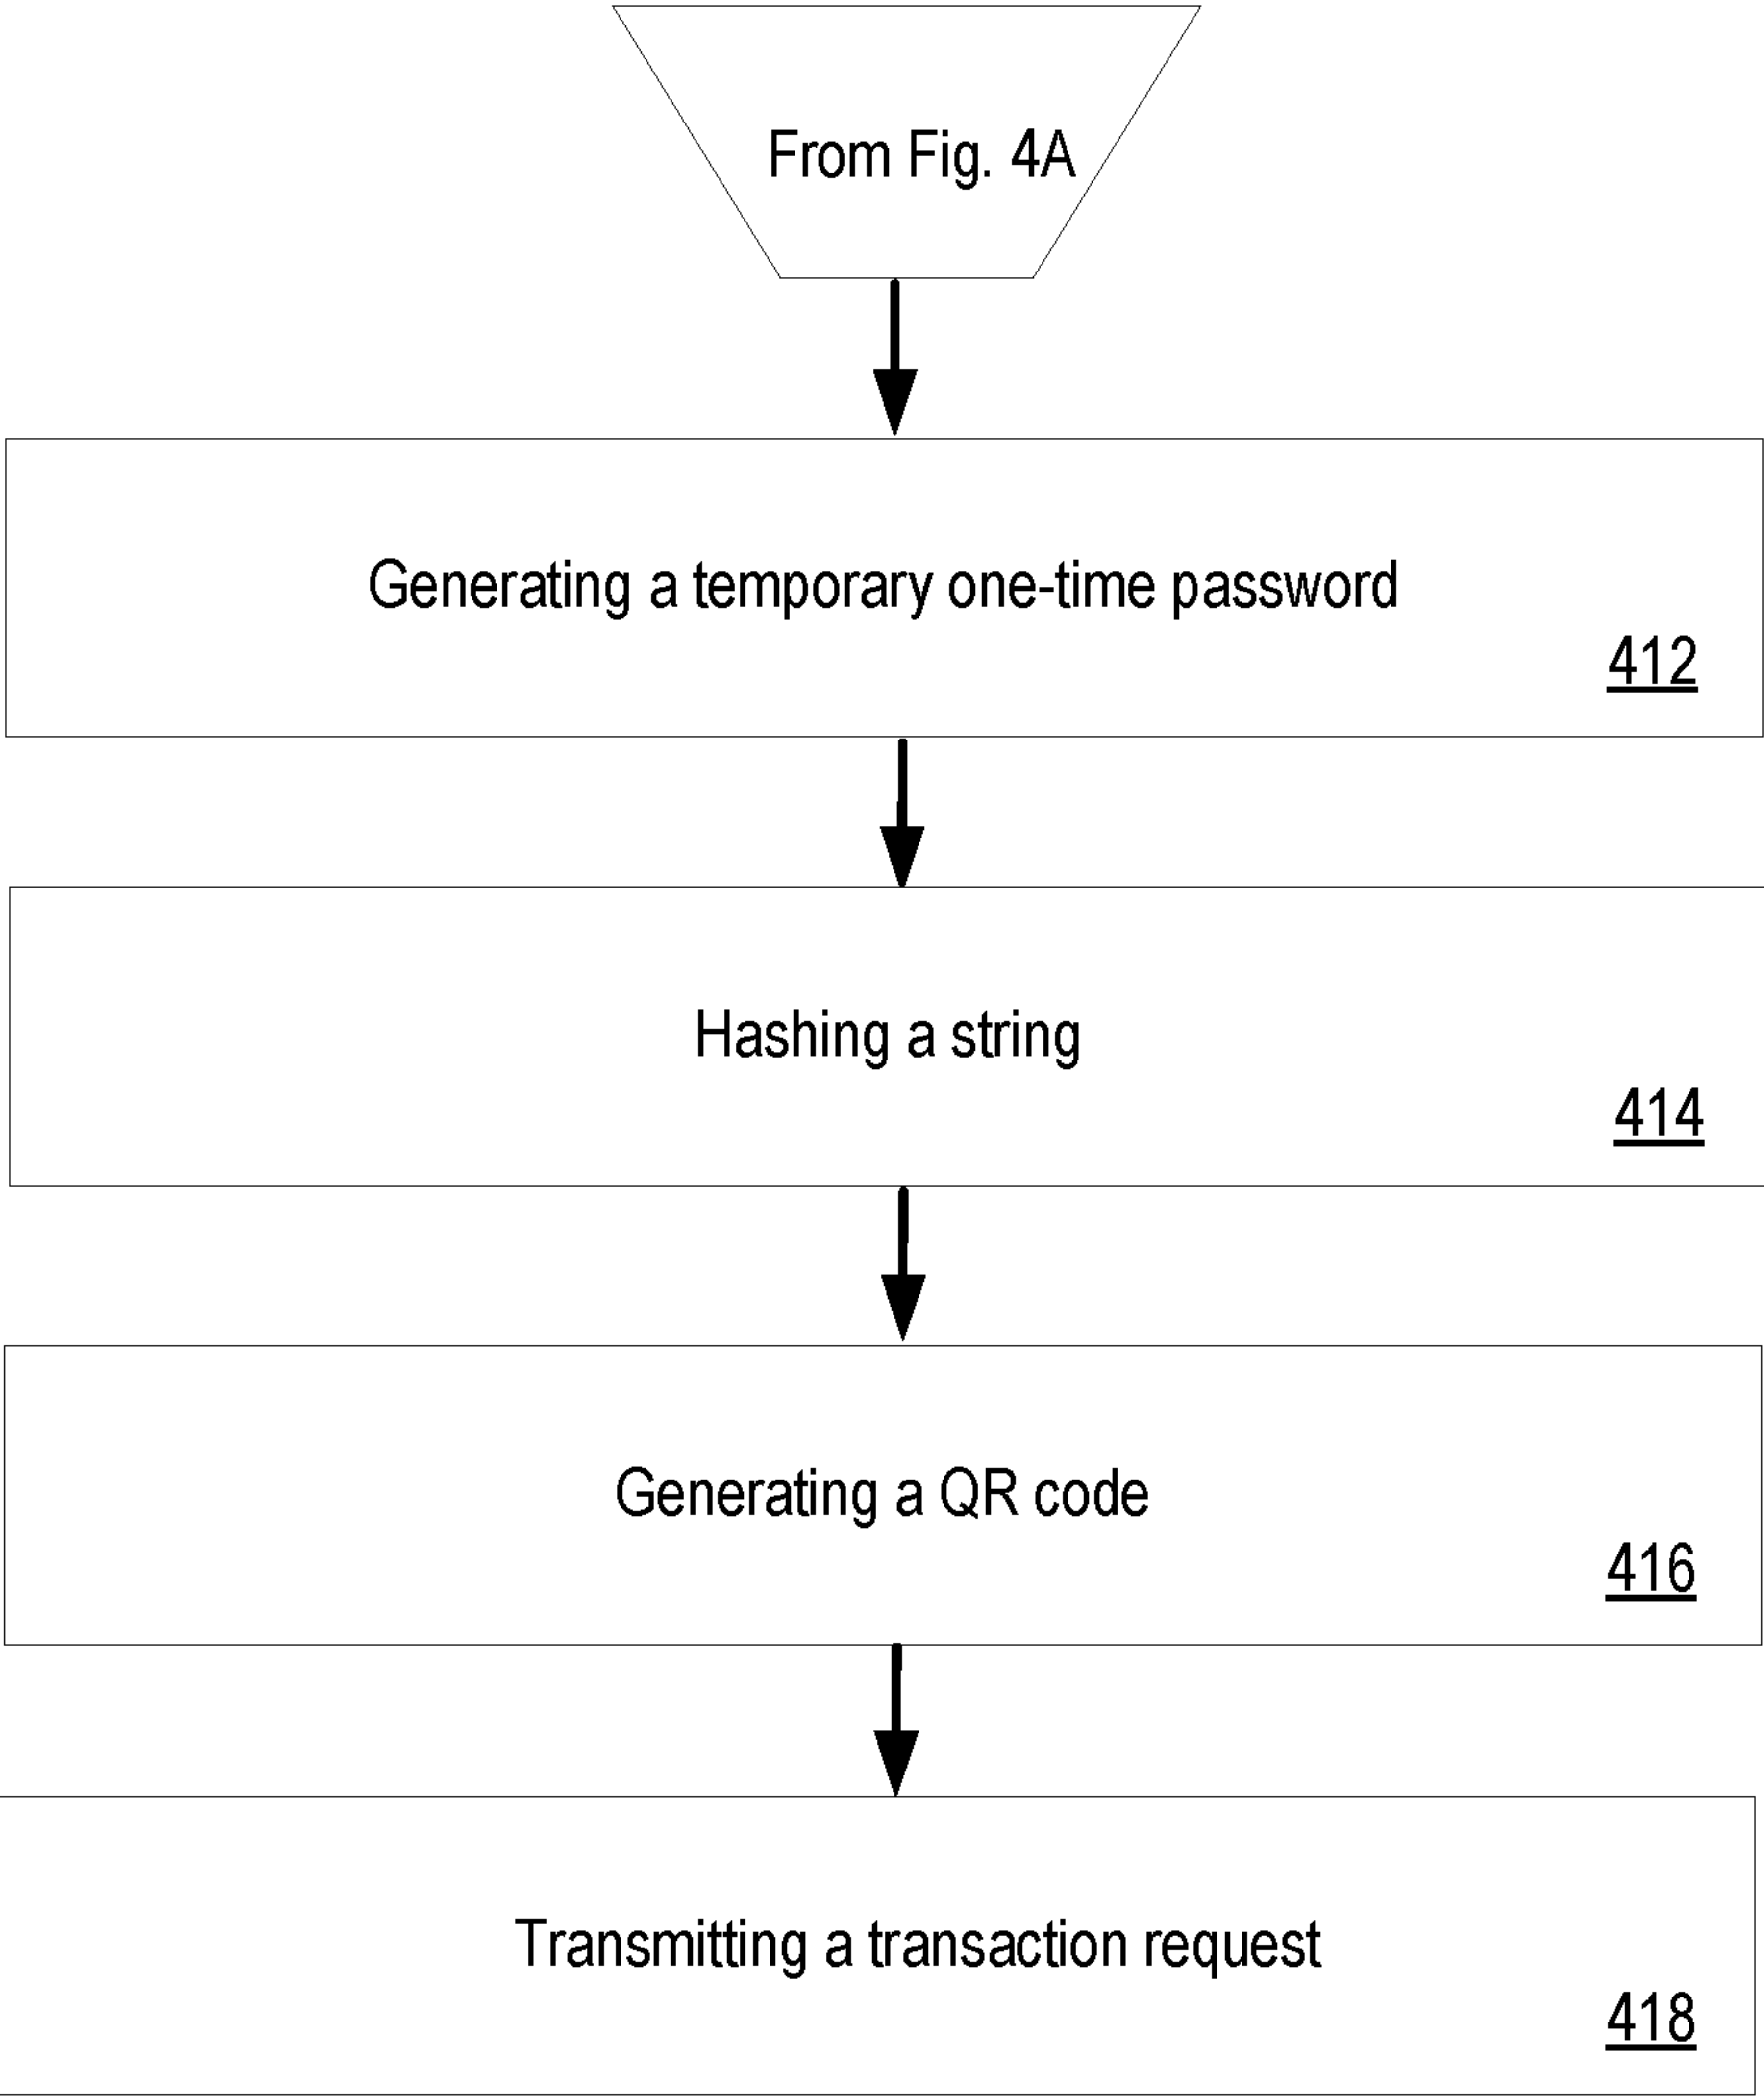 From Fig. 4A
Generating a temporary one-time password
412
Hashing a string
414
Generating a QR code
416
Transmitting a transaction request
418